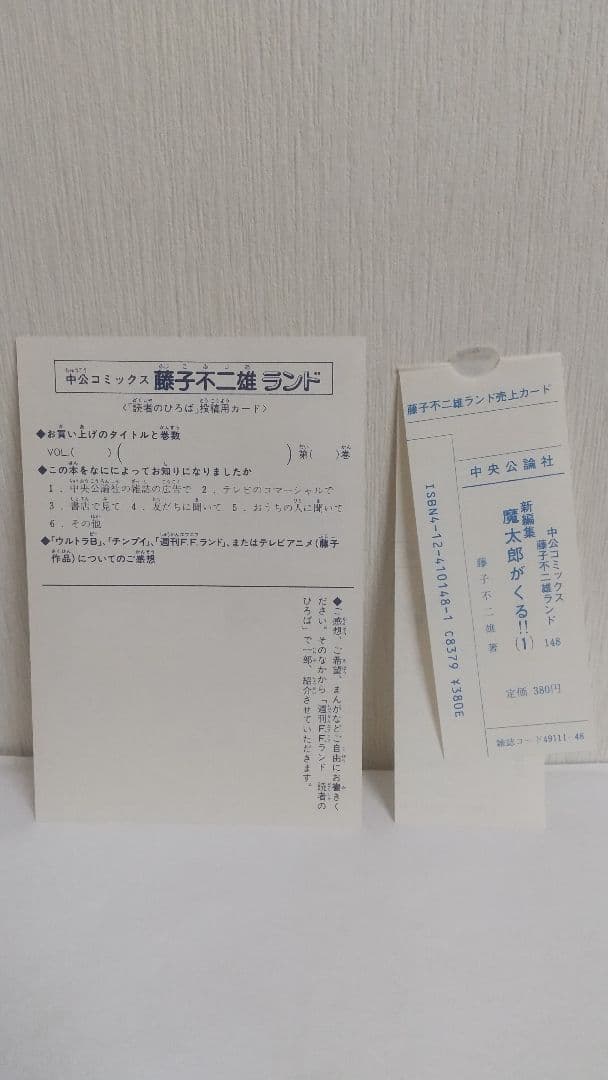 中公コミックス 藤子不二雄ランド
〈「読者のひろば」投稿用カード〉
◆お買い上げのタイトルと巻数
VOL.( ) ( ) 第( )巻
◆この本をなにによってお知りになりましたか
1．中央公論社の雑誌の広告で 2．テレビのコマーシャルで
3．書店で見て 4．友だちに聞いて 5．おうちの人に聞いて
6．その他
◆「ウルトラB」、「チンプイ」、「週刊F.F.ランド」、またはテレビアニメ(藤子
作品)についてのご感想
◆ご感想、ご希望、まんがなどご自由にお書きく
ださい。そのなかから「週刊F.F.ランド 読者の
ひろば」で一部、紹介させていただきます。
藤子不二雄ランド売上カード
中央公論社
中公コミックス
藤子不二雄ランド 148
新編集
魔太郎がくる!!(1)
藤子不二雄 著
定価 380円
雑誌コード49111-46
ISBN4-12-410148-1 C8379 ¥380E